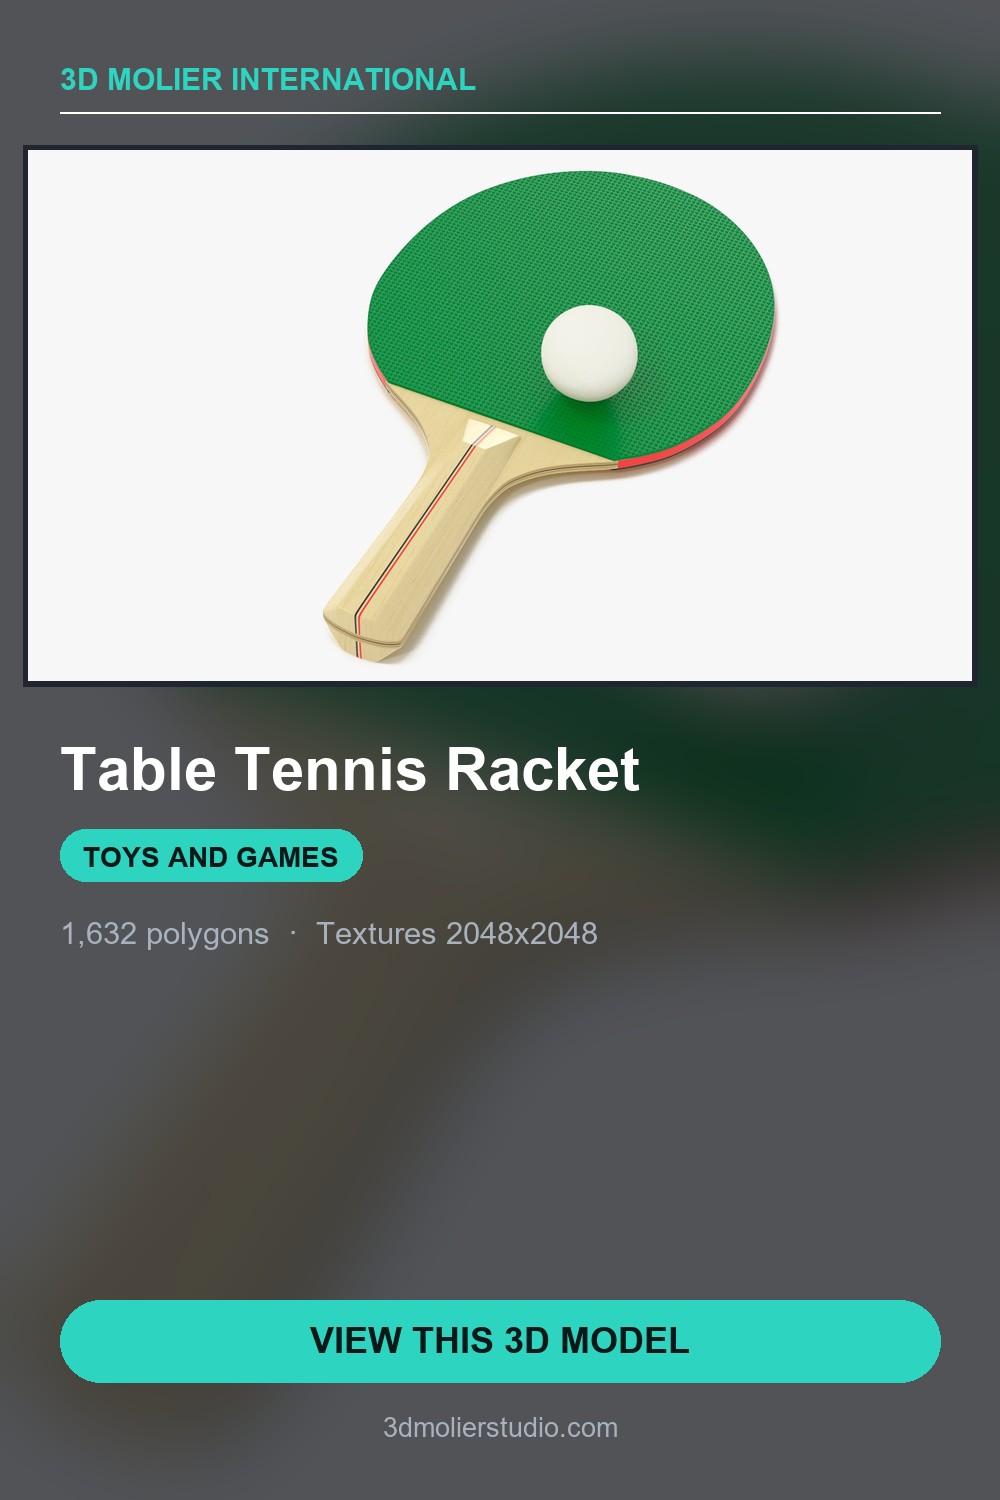 3D MOLIER INTERNATIONAL
Table Tennis Racket
TOYS AND GAMES
1,632 polygons · Textures 2048x2048
VIEW THIS 3D MODEL
3dmolierstudio.com